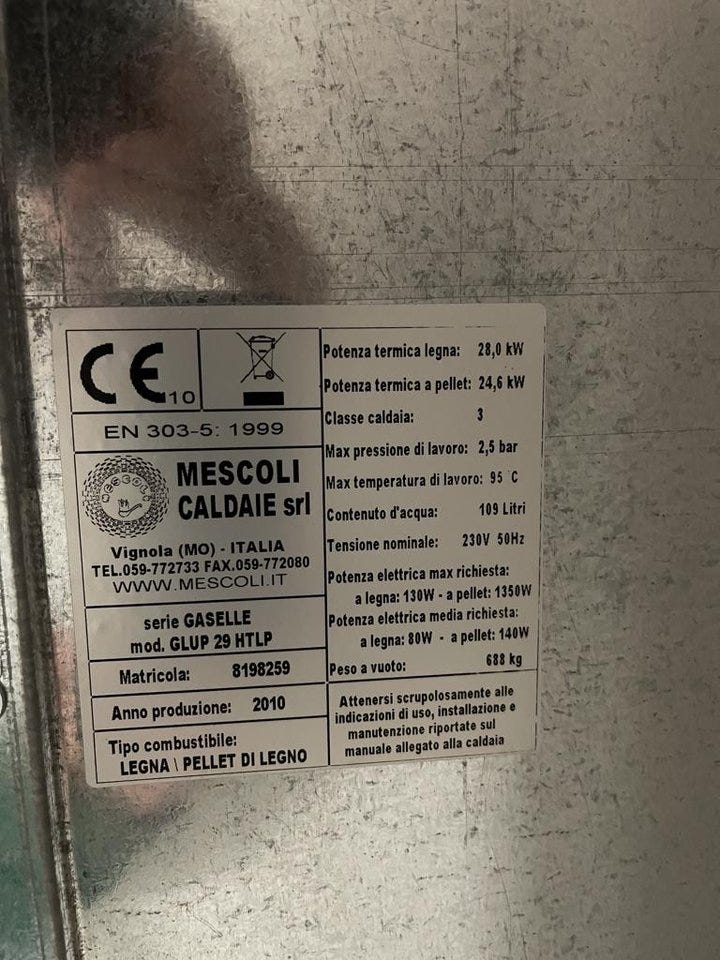 CE 10
EN 303-5: 1999
MESCOLI
MESCOLI
CALDAIE srl
Vignola (MO) - ITALIA
TEL.059-772733 FAX.059-772080
WWW.MESCOLI.IT
serie GASELLE
mod. GLUP 29 HTLP
Matricola: 8198259
Anno produzione: 2010
Tipo combustibile:
LEGNA \ PELLET DI LEGNO
Potenza termica legna: 28,0 kW
Potenza termica a pellet: 24,6 kW
Classe caldaia: 3
Max pressione di lavoro: 2,5 bar
Max temperatura di lavoro: 95 °C
Contenuto d'acqua: 109 Litri
Tensione nominale: 230V 50Hz
Potenza elettrica max richiesta:
a legna: 130W - a pellet: 1350W
Potenza elettrica media richiesta:
a legna: 80W - a pellet: 140W
Peso a vuoto: 688 kg
Attenersi scrupolosamente alle
indicazioni di uso, installazione e
manutenzione riportate sul
manuale allegato alla caldaia